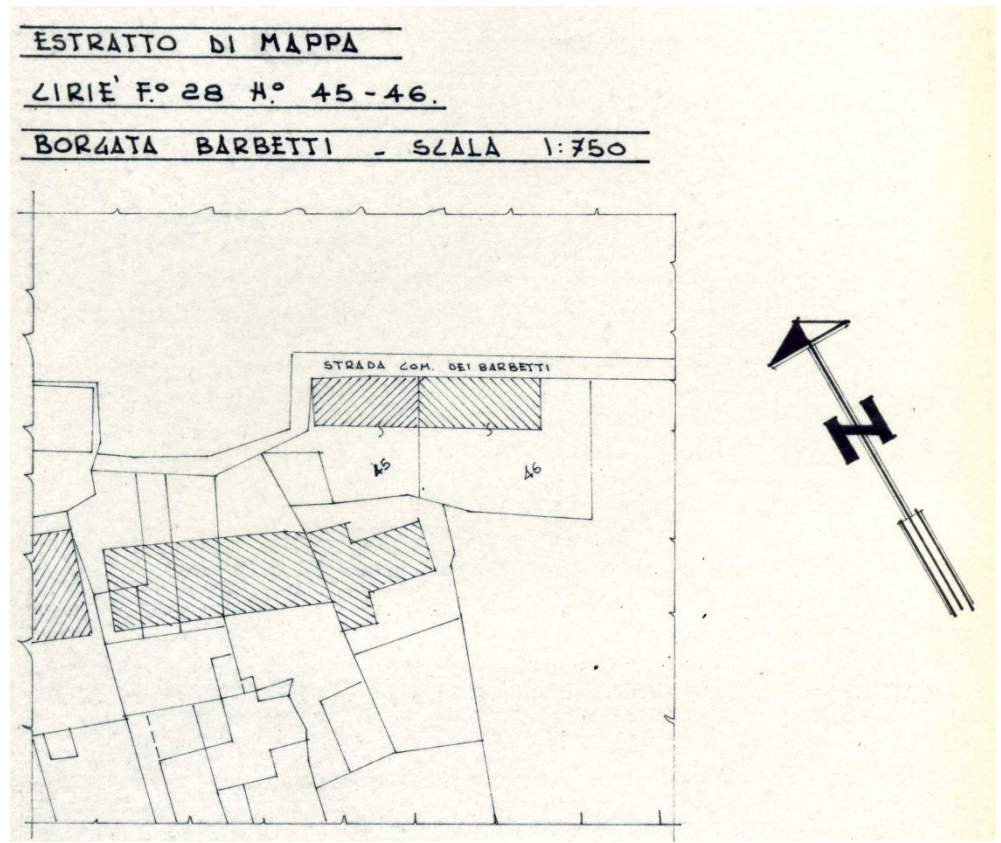 ESTRATTO DI MAPPA
CIRIE' F.º 28 N.º 45-46.
BORGATA BARBETTI - SCALA 1:750
STRADA COM. DEI BARBETTI
45
46
N